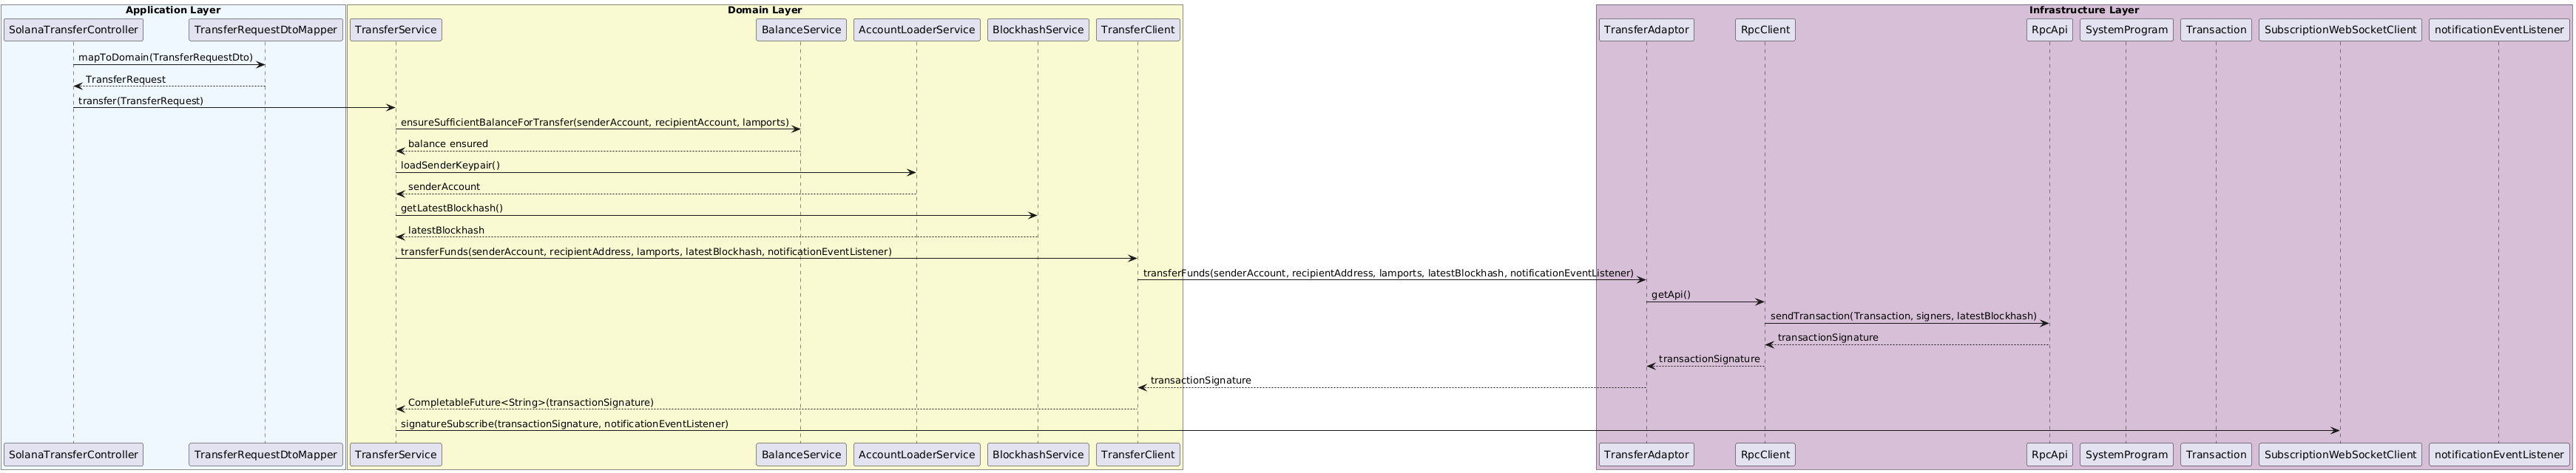 Application Layer
Domain Layer
Infrastructure Layer
SolanaTransferController
TransferRequestDtoMapper
TransferService
BalanceService
AccountLoaderService
BlockhashService
TransferClient
TransferAdaptor
RpcClient
RpcApi
SystemProgram
Transaction
SubscriptionWebSocketClient
notificationEventListener
mapToDomain(TransferRequestDto)
TransferRequest
transfer(TransferRequest)
ensureSufficientBalanceForTransfer(senderAccount, recipientAccount, lamports)
balance ensured
loadSenderKeypair()
senderAccount
getLatestBlockhash()
latestBlockhash
transferFunds(senderAccount, recipientAddress, lamports, latestBlockhash, notificationEventListener)
transferFunds(senderAccount, recipientAddress, lamports, latestBlockhash, notificationEventListener)
getApi()
sendTransaction(Transaction, signers, latestBlockhash)
transactionSignature
transactionSignature
transactionSignature
CompletableFuture<String>(transactionSignature)
signatureSubscribe(transactionSignature, notificationEventListener)
SolanaTransferController
TransferRequestDtoMapper
TransferService
BalanceService
AccountLoaderService
BlockhashService
TransferClient
TransferAdaptor
RpcClient
RpcApi
SystemProgram
Transaction
SubscriptionWebSocketClient
notificationEventListener